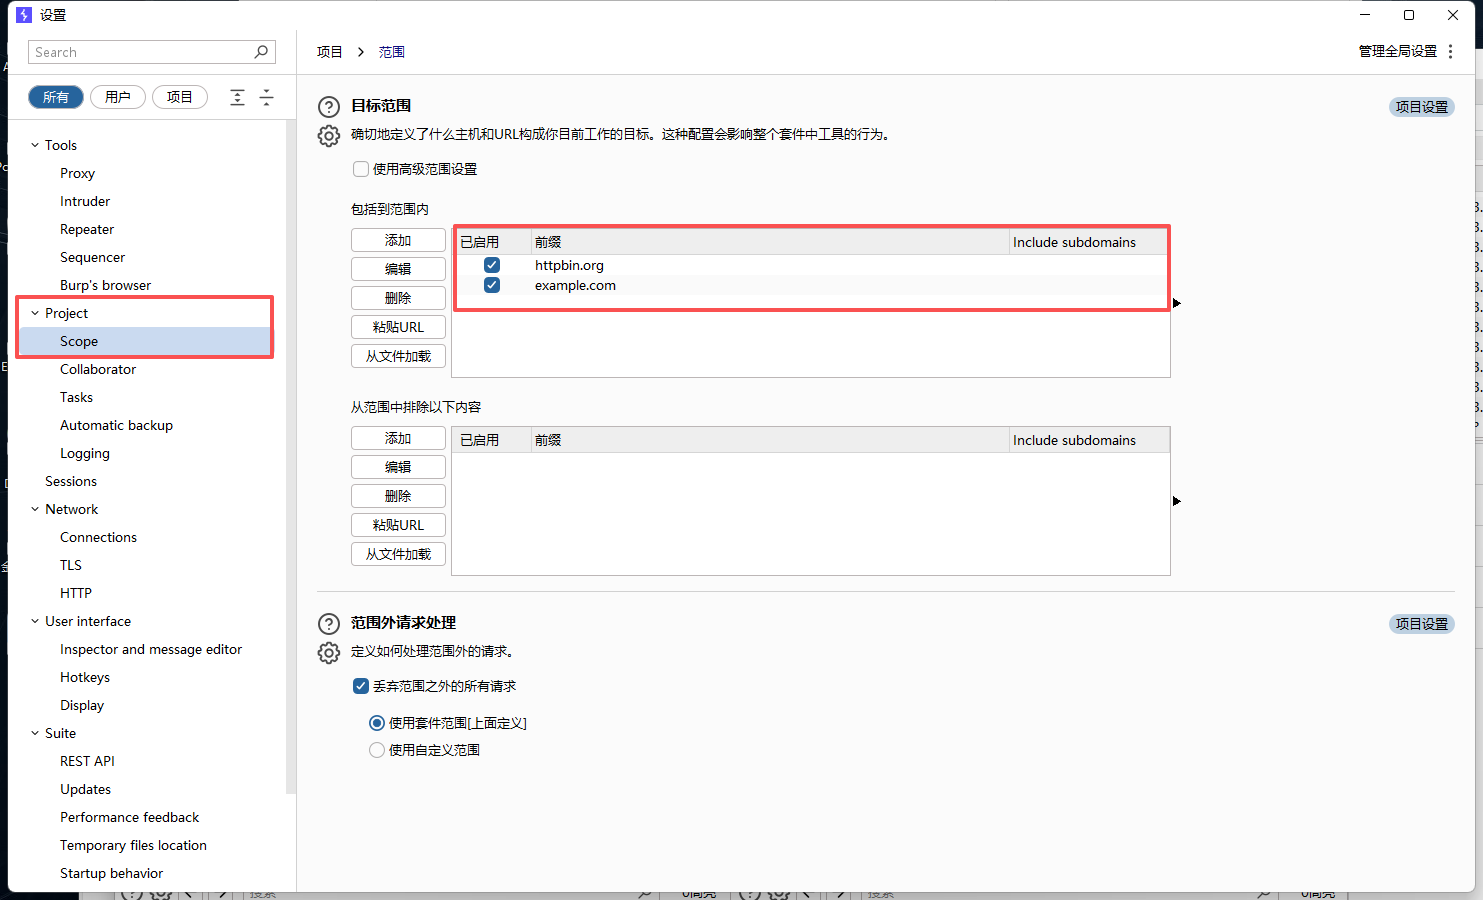 设置
Search
所有 用户 项目
Tools
Proxy
Intruder
Repeater
Sequencer
Burp's browser
Project
Scope
Collaborator
Tasks
Automatic backup
Logging
Sessions
Network
Connections
TLS
HTTP
User interface
Inspector and message editor
Hotkeys
Display
Suite
REST API
Updates
Performance feedback
Temporary files location
Startup behavior
项目 > 范围
管理全局设置
目标范围
项目设置
确切地定义了什么主机和URL构成你目前工作的目标。这种配置会影响整个套件中工具的行为。
使用高级范围设置
包括到范围内
添加
编辑
删除
粘贴URL
从文件加载
已启用 前缀 Include subdomains
httpbin.org
example.com
从范围中排除以下内容
添加
编辑
删除
粘贴URL
从文件加载
已启用 前缀 Include subdomains
范围外请求处理
项目设置
定义如何处理范围外的请求。
丢弃范围之外的所有请求
使用套件范围[上面定义]
使用自定义范围